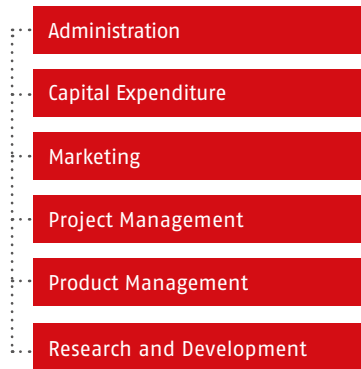 Administration
Capital Expenditure
Marketing
Project Management
Product Management
Research and Development